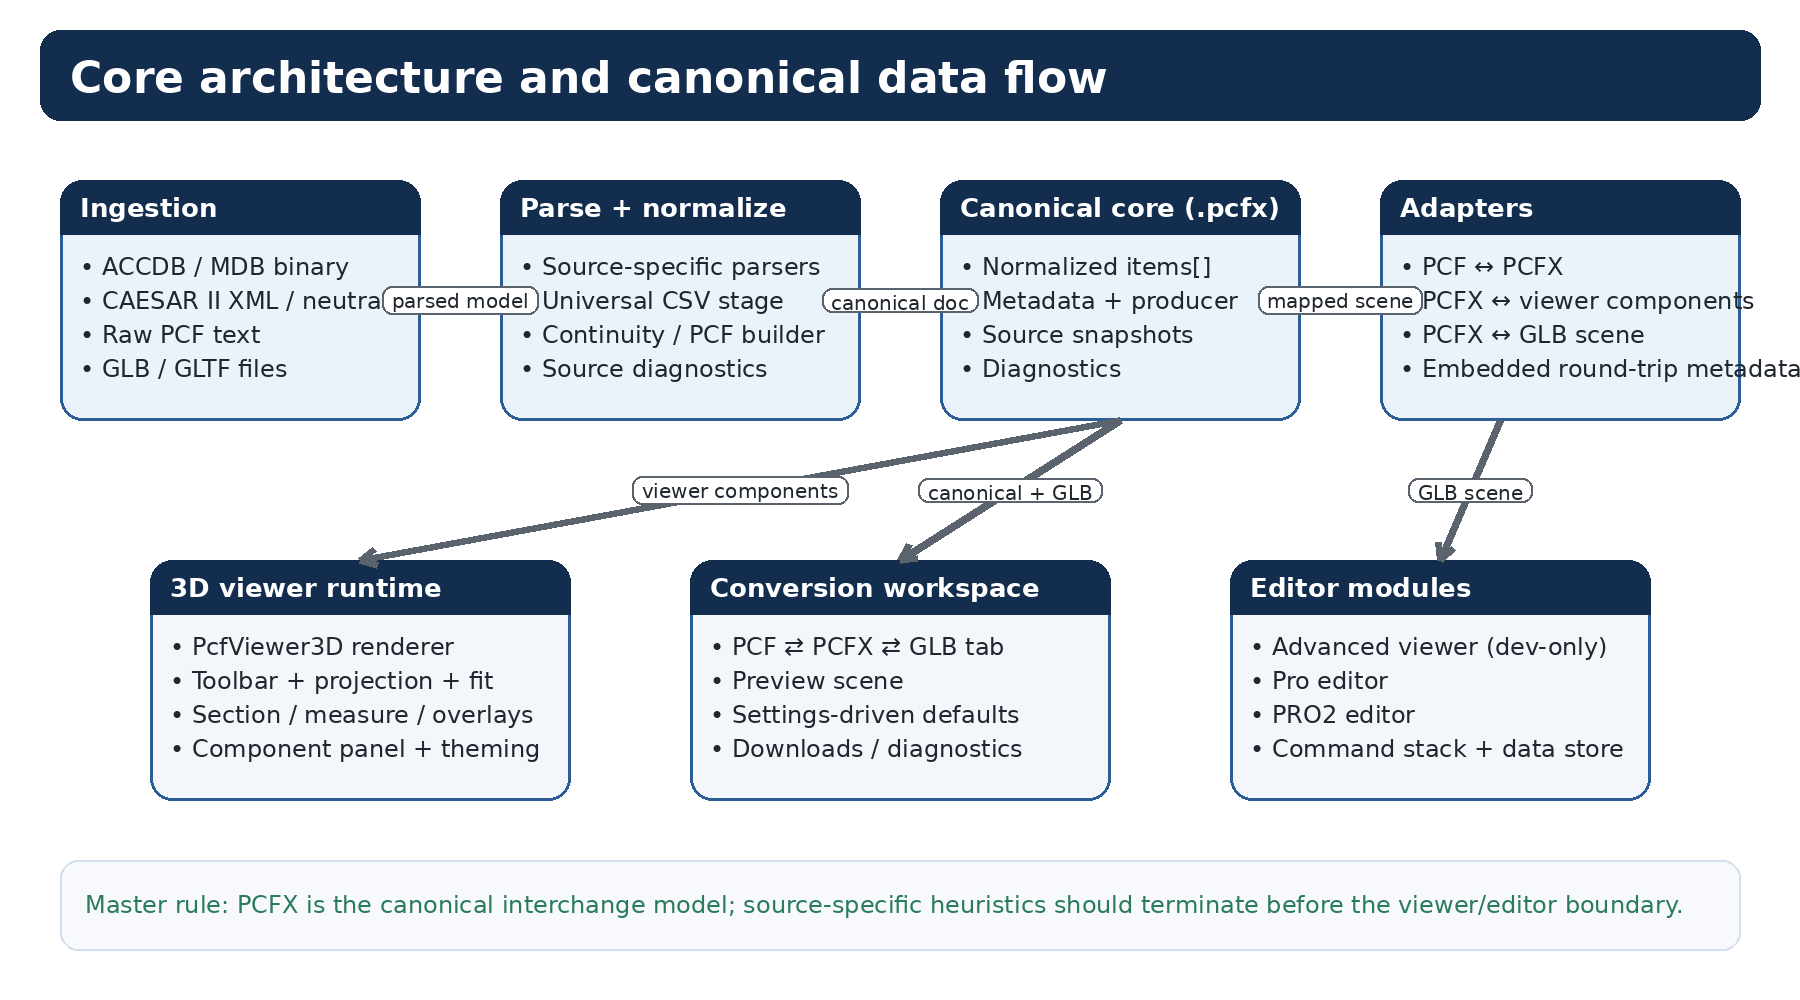 Core architecture and canonical data flow
Ingestion
• ACCDB / MDB binary
• CAESAR II XML / neutra
• Raw PCF text
• GLB / GLTF files
parsed model
Parse + normalize
• Source-specific parsers
Universal CSV stage
• Continuity / PCF builder
• Source diagnostics
canonical doc
Canonical core (.pcfx)
• Normalized items[]
Metadata + producer
• Source snapshots
• Diagnostics
mapped scene
Adapters
• PCF ↔ PCFX
PCFX ↔ viewer components
• PCFX ↔ GLB scene
• Embedded round-trip metadata
viewer components
canonical + GLB
GLB scene
3D viewer runtime
• PcfViewer3D renderer
• Toolbar + projection + fit
• Section / measure / overlays
• Component panel + theming
Conversion workspace
• PCF ⇄ PCFX ⇄ GLB tab
• Preview scene
• Settings-driven defaults
• Downloads / diagnostics
Editor modules
• Advanced viewer (dev-only)
• Pro editor
• PRO2 editor
• Command stack + data store
Master rule: PCFX is the canonical interchange model; source-specific heuristics should terminate before the viewer/editor boundary.